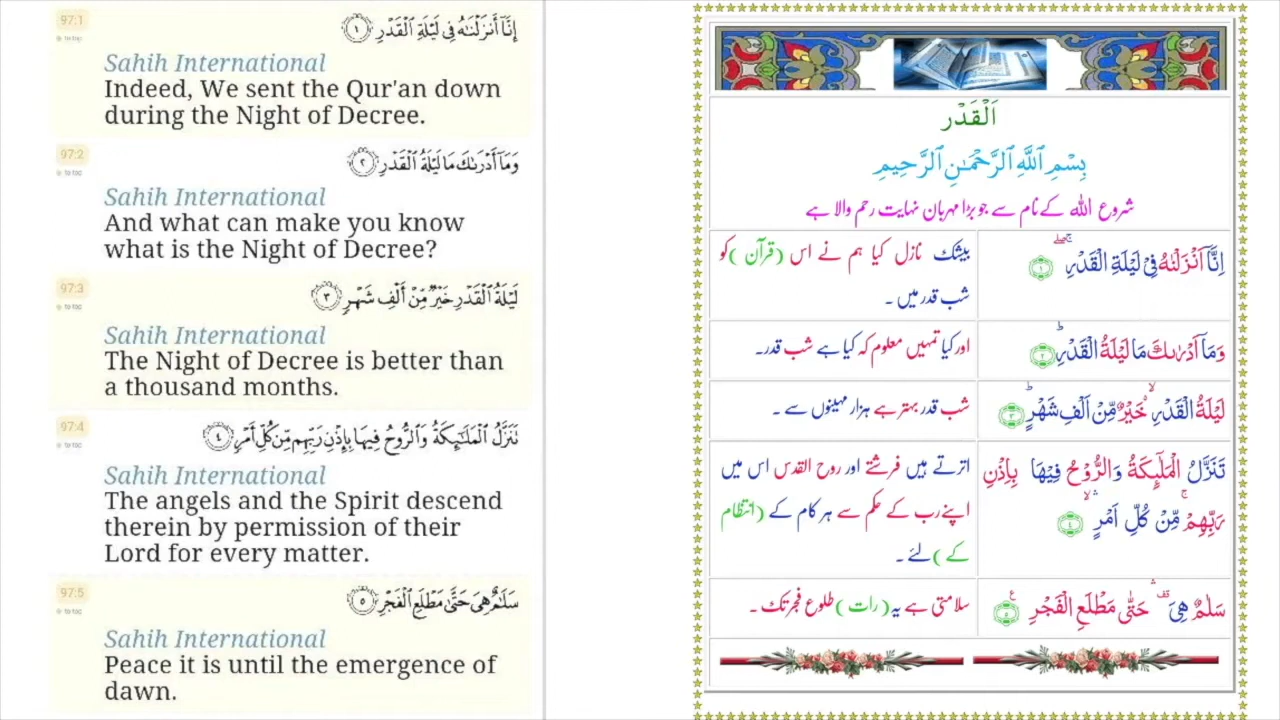 97:1
إِنَّآ أَنزَلْنَـٰهُ فِى لَيْلَةِ ٱلْقَدْرِ ١
Sahih International
Indeed, We sent the Qur'an down
during the Night of Decree.
97:2
وَمَآ أَدْرَىٰكَ مَا لَيْلَةُ ٱلْقَدْرِ ٢
Sahih International
And what can make you know
what is the Night of Decree?
97:3
لَيْلَةُ ٱلْقَدْرِ خَيْرٌ مِّنْ أَلْفِ شَهْرٍ ٣
Sahih International
The Night of Decree is better than
a thousand months.
97:4
تَنَزَّلُ ٱلْمَلَـٰٓئِكَةُ وَٱلرُّوحُ فِيهَا بِإِذْنِ رَبِّهِم مِّن كُلِّ أَمْرٍ ٤
Sahih International
The angels and the Spirit descend
therein by permission of their
Lord for every matter.
97:5
سَلَـٰمٌ هِىَ حَتَّىٰ مَطْلَعِ ٱلْفَجْرِ ٥
Sahih International
Peace it is until the emergence of
dawn.
اَلْقَدْر
بِسْمِ ٱللَّهِ ٱلرَّحْمَـٰنِ ٱلرَّحِيمِ
شروع اللہ کے نام سے جو بڑا مہربان نہایت رحم والا ہے
اِنَّاۤ اَنْزَلْنٰهُ فِیْ لَیْلَةِ الْقَدْرِ ۚۖ ۱
بیشک نازل کیا ہم نے اس (قرآن) کو
شب قدر میں ۔
وَمَاۤ اَدْرٰىكَ مَا لَیْلَةُ الْقَدْرِ ؕ ۲
اور کیا تمہیں معلوم کہ کیا ہے شب قدر۔
لَیْلَةُ الْقَدْرِ ۙ۬ خَیْرٌ مِّنْ اَلْفِ شَهْرٍ ؕ ۳
شب قدر بہتر ہے ہزار مہینوں سے ۔
تَنَزَّلُ الْمَلٰٓىِٕكَةُ وَالرُّوْحُ فِیْهَا بِاِذْنِ
رَبِّهِمْ ۚ مِّنْ كُلِّ اَمْرٍ ۙۛ ٤
اترتے ہیں فرشتے اور روح القدس اس میں
اپنے رب کے حکم سے ہر کام کے (انتظام
کے) لئے ۔
سَلٰمٌ ۛ۫ هِیَ حَتّٰی مَطْلَعِ الْفَجْرِ ۠ ۵
سلامتی ہے یہ (رات) طلوع فجر تک ۔